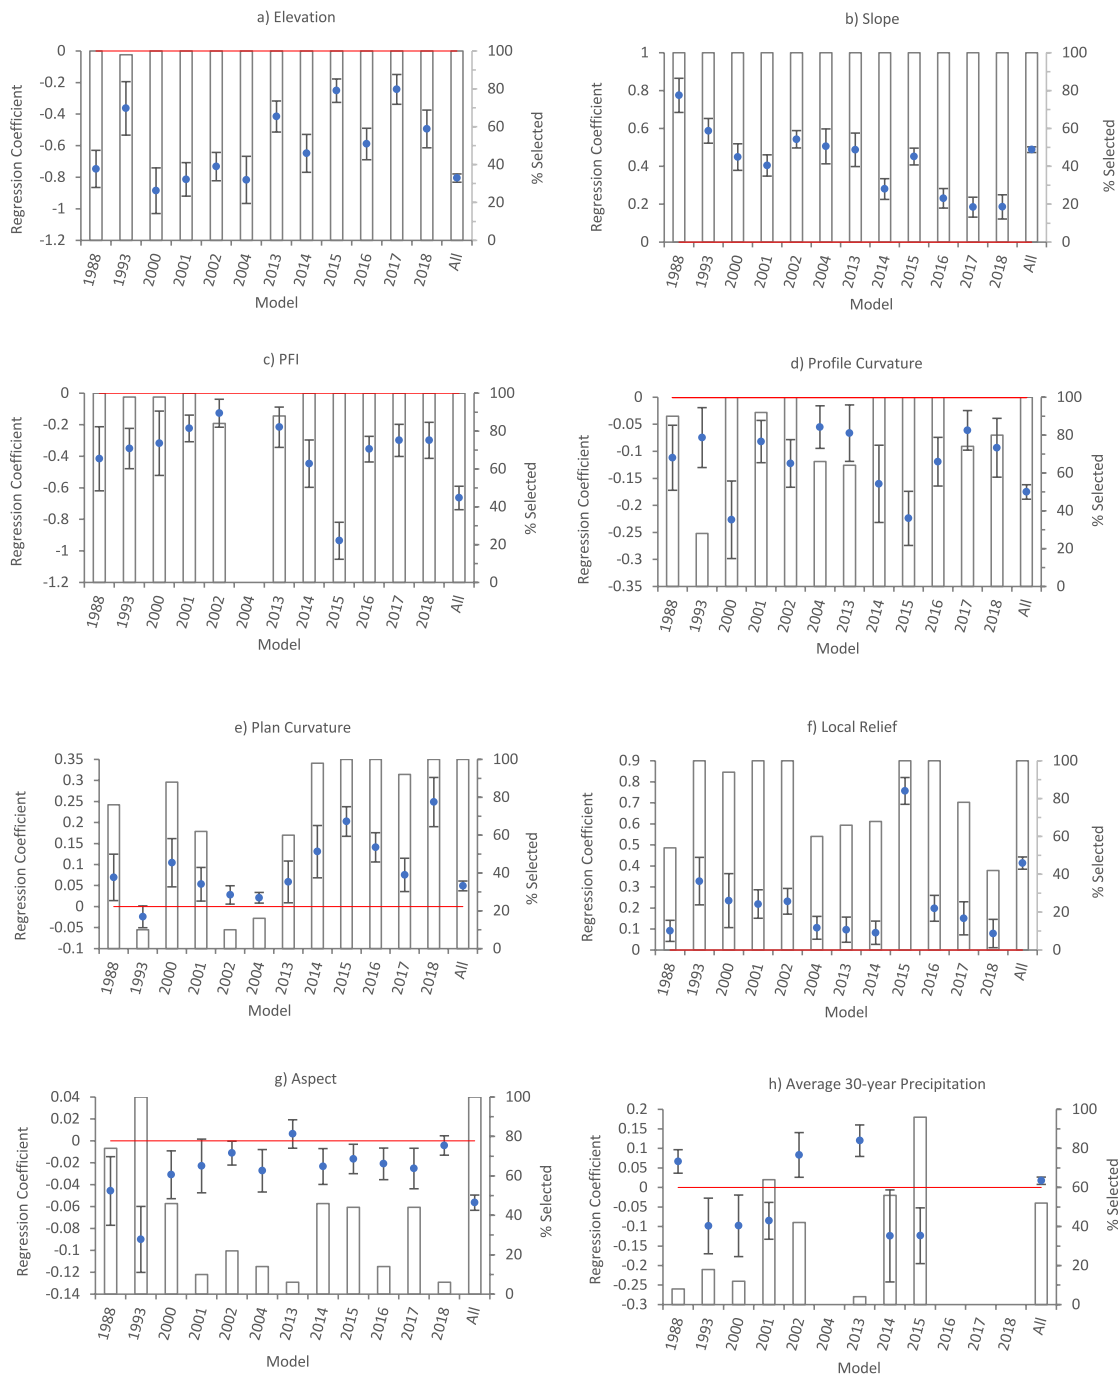 a) Elevation
Regression Coefficient
0
-0.2
-0.4
-0.6
-0.8
-1
-1.2
100
80
60
40
20
0
% Selected
1988 1993 2000 2001 2002 2004 2013 2014 2015 2016 2017 2018 All
Model
b) Slope
Regression Coefficient
1
0.8
0.6
0.4
0.2
0
100
80
60
40
20
0
% Selected
1988 1993 2000 2001 2002 2004 2013 2014 2015 2016 2017 2018 All
Model
c) PFI
Regression Coefficient
0
-0.2
-0.4
-0.6
-0.8
-1
-1.2
100
80
60
40
20
0
% Selected
1988 1993 2000 2001 2002 2004 2013 2014 2015 2016 2017 2018 All
Model
d) Profile Curvature
Regression Coefficient
0
-0.05
-0.1
-0.15
-0.2
-0.25
-0.3
-0.35
100
80
60
40
20
0
% Selected
1988 1993 2000 2001 2002 2004 2013 2014 2015 2016 2017 2018 All
Model
e) Plan Curvature
Regression Coefficient
0.35
0.3
0.25
0.2
0.15
0.1
0.05
0
-0.05
-0.1
100
80
60
40
20
0
% Selected
1988 1993 2000 2001 2002 2004 2013 2014 2015 2016 2017 2018 All
Model
f) Local Relief
Regression Coefficient
0.9
0.8
0.7
0.6
0.5
0.4
0.3
0.2
0.1
0
100
80
60
40
20
0
% Selected
1988 1993 2000 2001 2002 2004 2013 2014 2015 2016 2017 2018 All
Model
g) Aspect
Regression Coefficient
0.04
0.02
0
-0.02
-0.04
-0.06
-0.08
-0.1
-0.12
-0.14
100
80
60
40
20
0
% Selected
1988 1993 2000 2001 2002 2004 2013 2014 2015 2016 2017 2018 All
Model
h) Average 30-year Precipitation
Regression Coefficient
0.2
0.15
0.1
0.05
0
-0.05
-0.1
-0.15
-0.2
-0.25
-0.3
100
80
60
40
20
0
% Selected
1988 1993 2000 2001 2002 2004 2013 2014 2015 2016 2017 2018 All
Model